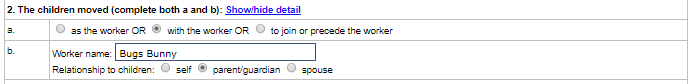 2. The children moved (complete both a and b): Show/hide detail
a. as the worker OR with the worker OR to join or precede the worker
b. Worker name: Bugs Bunny
Relationship to children: self parent/guardian spouse